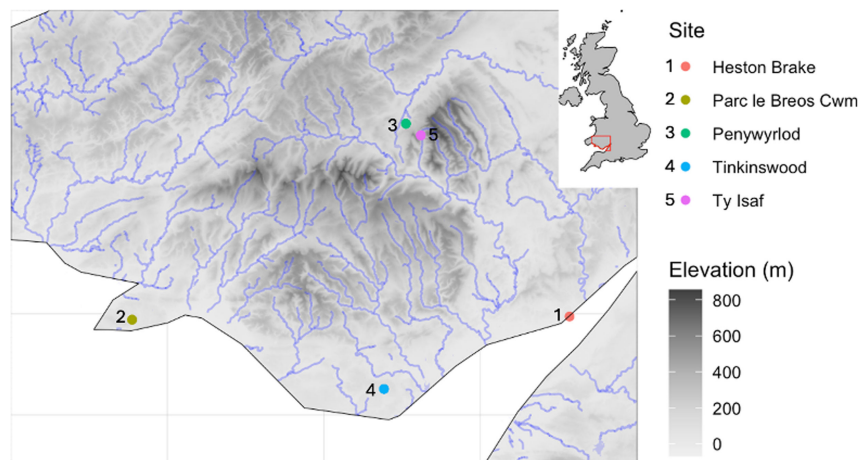 Site
1 Heston Brake
2 Parc le Breos Cwm
3 Penywyrlod
4 Tinkinswood
5 Ty Isaf
3
5
2
1
4
Elevation (m)
800
600
400
200
0